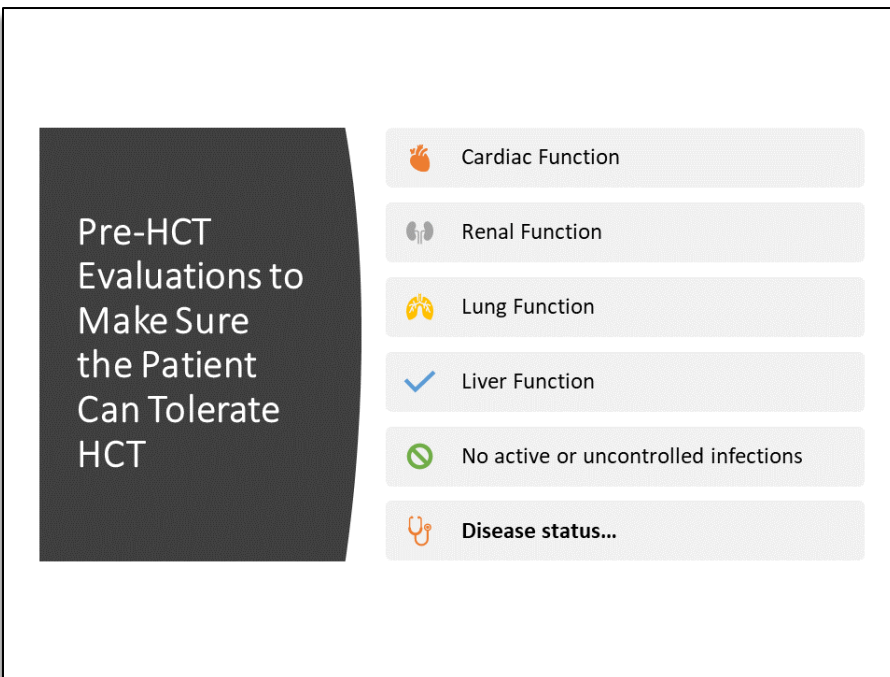 Pre-HCT
Evaluations to
Make Sure
the Patient
Can Tolerate
HCT
Cardiac Function
Renal Function
Lung Function
Liver Function
No active or uncontrolled infections
Disease status...